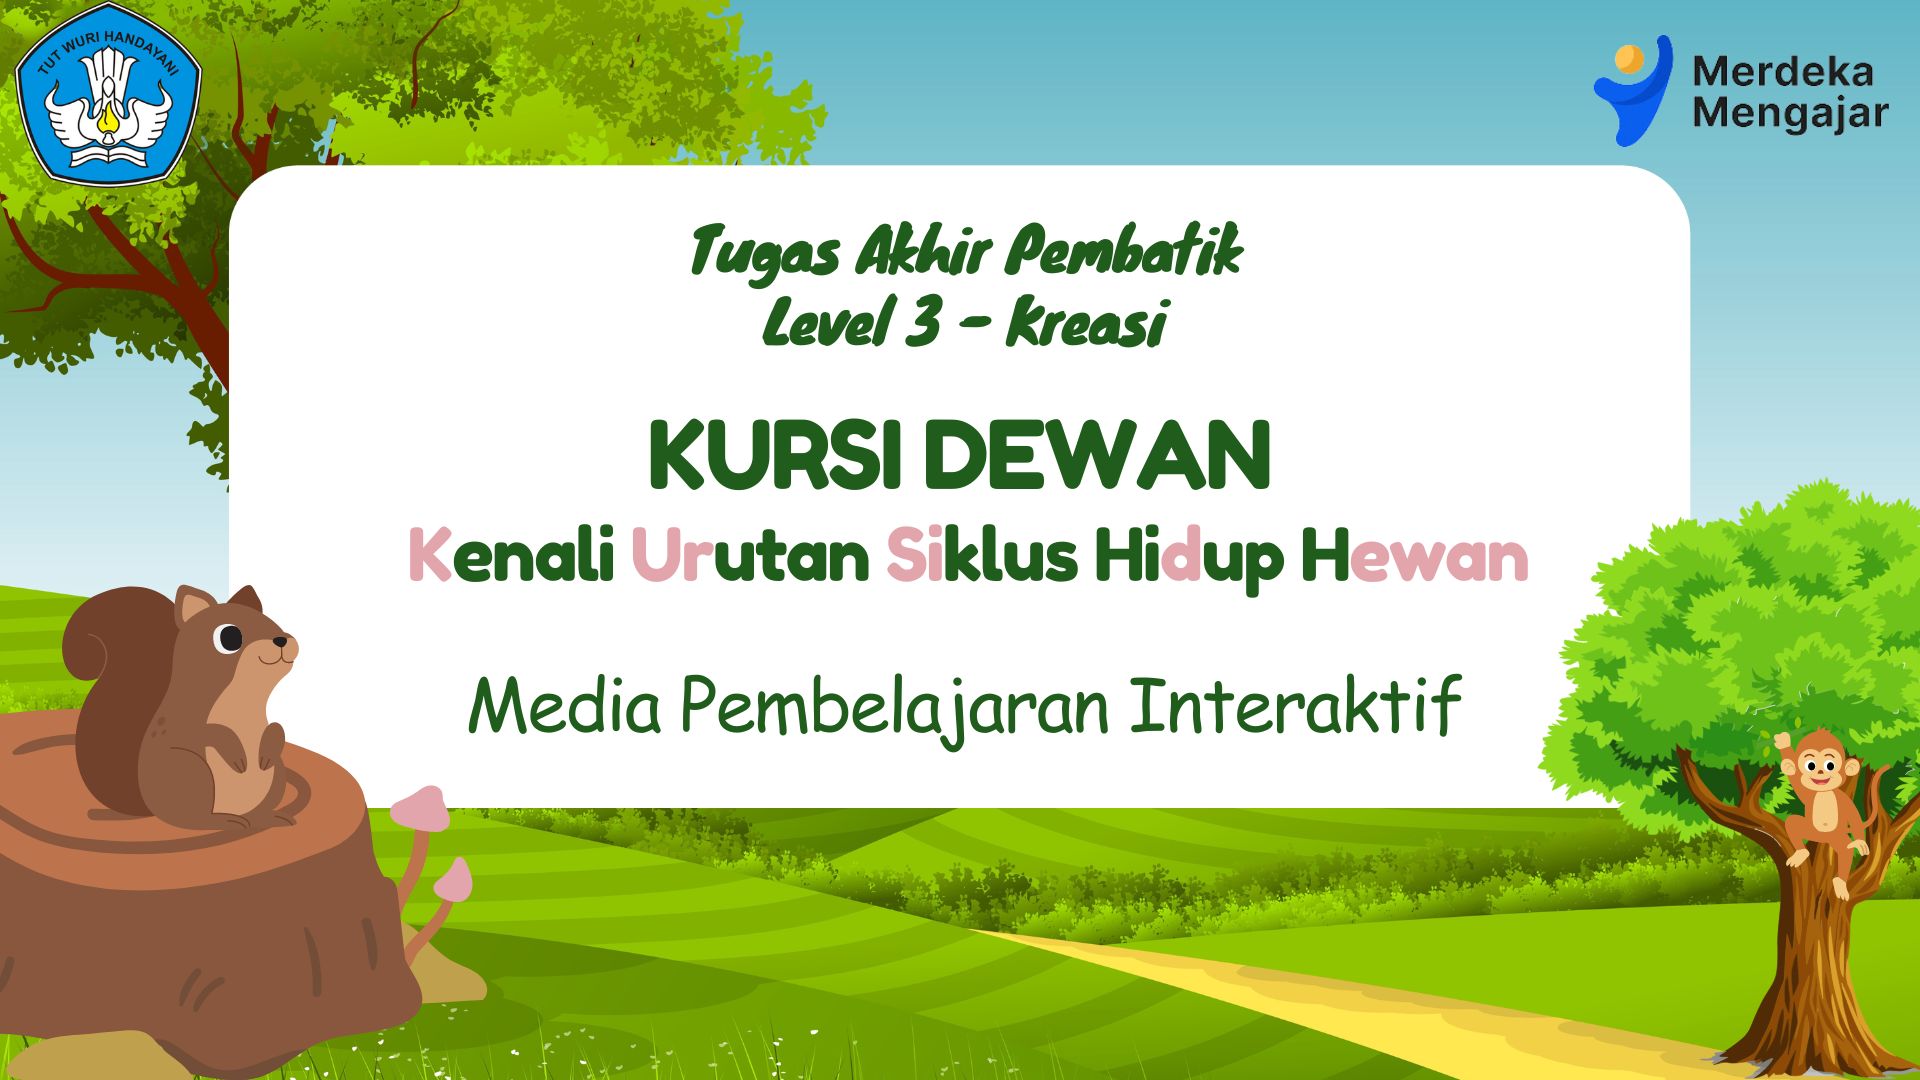 TUT WURI HANDAYANI
Merdeka
Mengajar
Tugas Akhir Pembatik
Level 3 - Kreasi
KURSI DEWAN
Kenali Urutan Siklus Hidup Hewan
Media Pembelajaran Interaktif